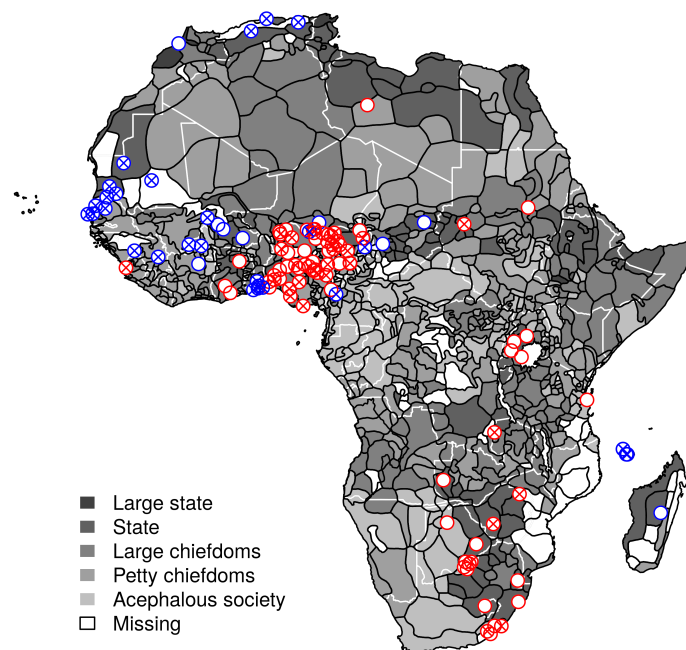 Large state
State
Large chiefdoms
Petty chiefdoms
Acephalous society
Missing